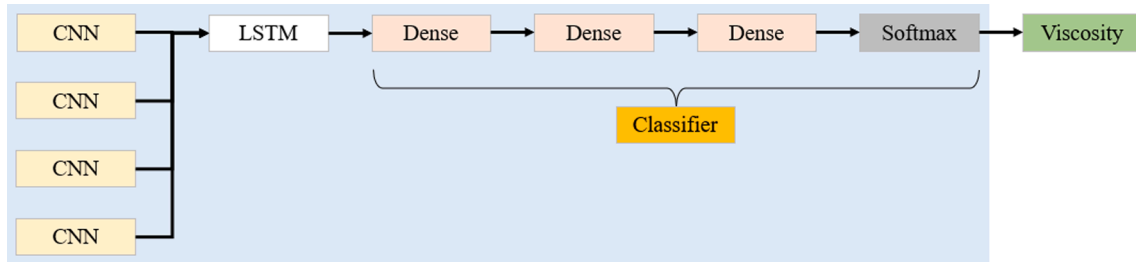 CNN
LSTM
Dense
Dense
Dense
Softmax
Viscosity
CNN
Classifier
CNN
CNN